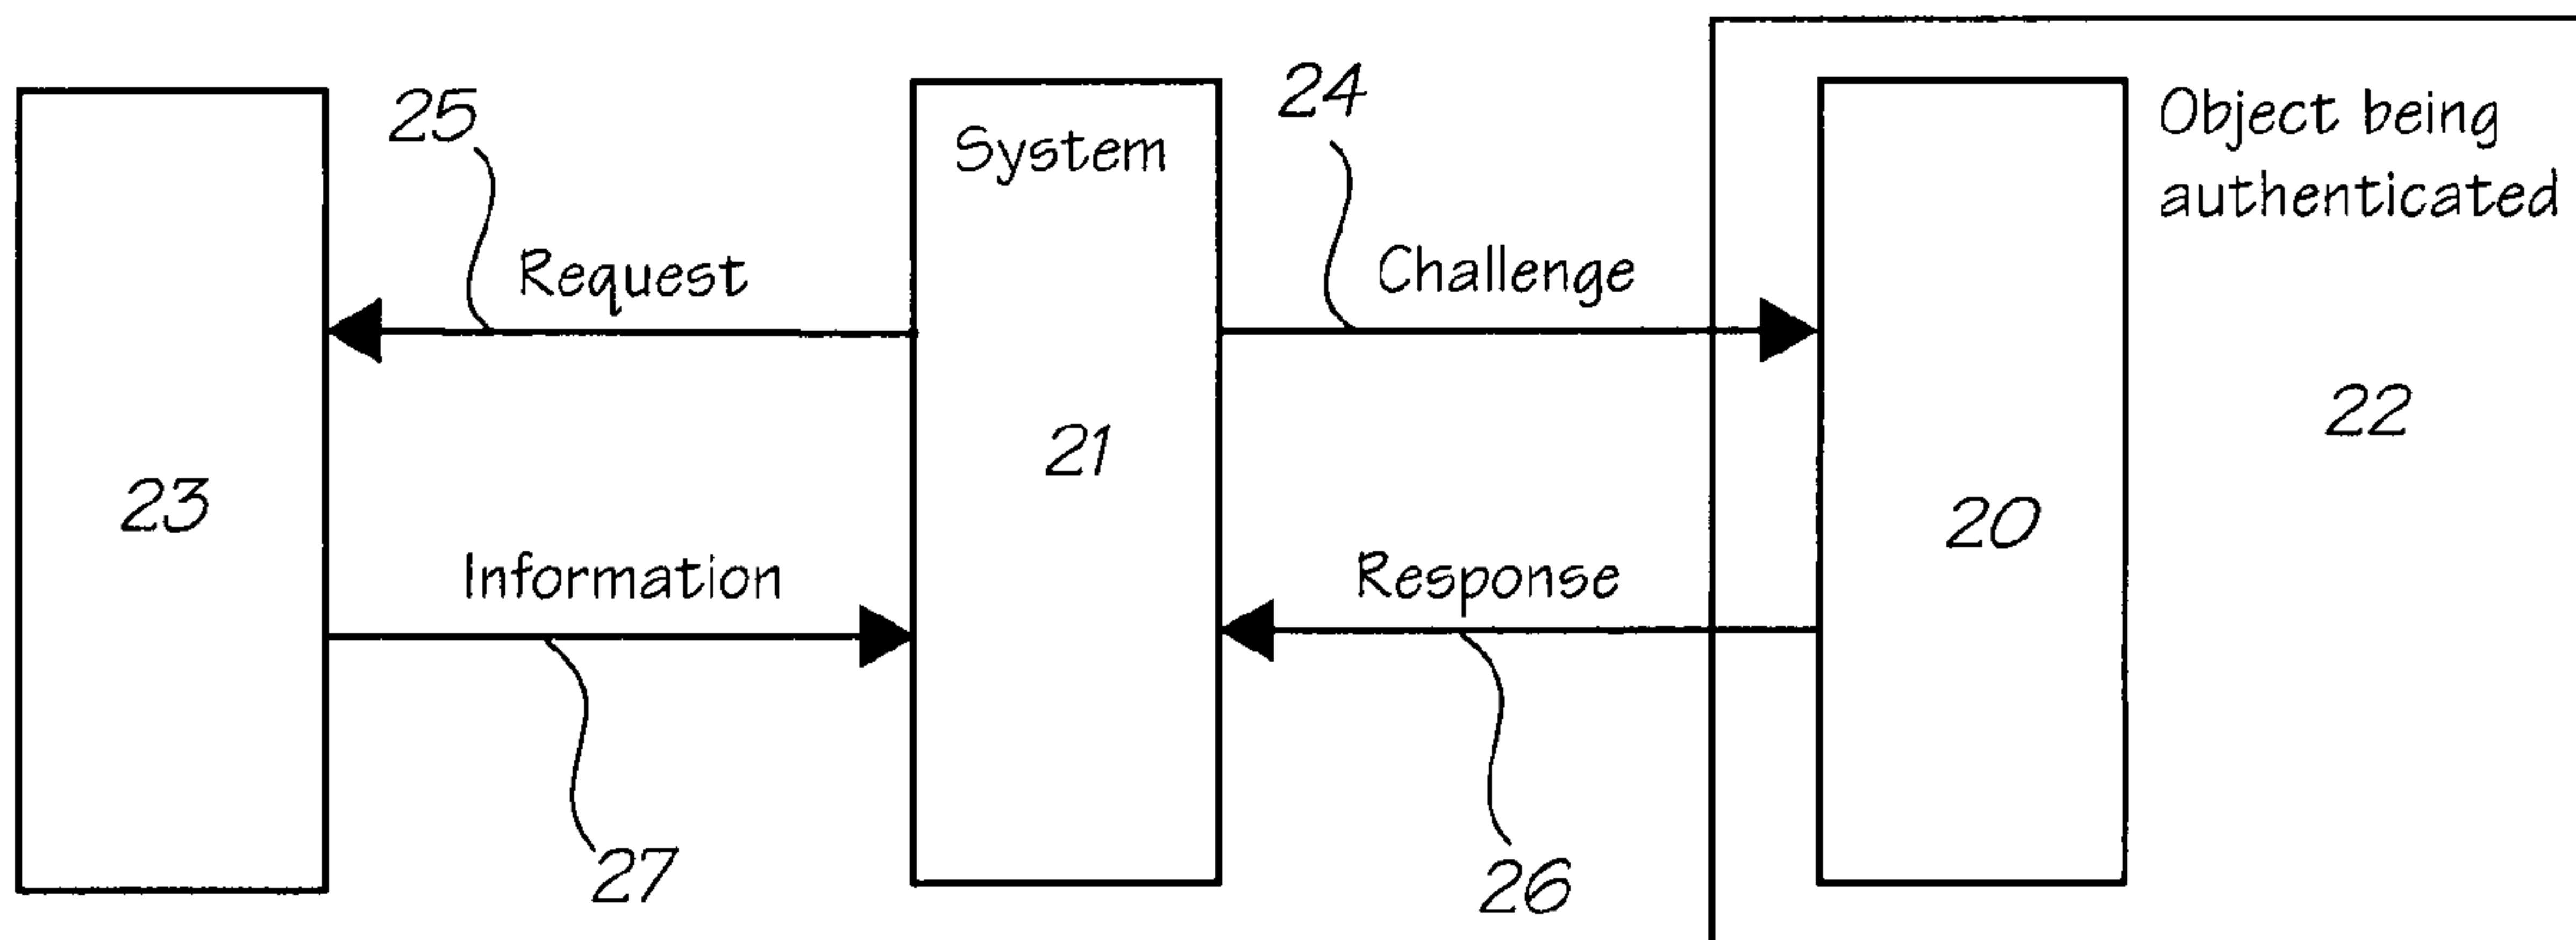 25
24
System
Object being
authenticated
Request
Challenge
22
21
23
20
Information
Response
27
26